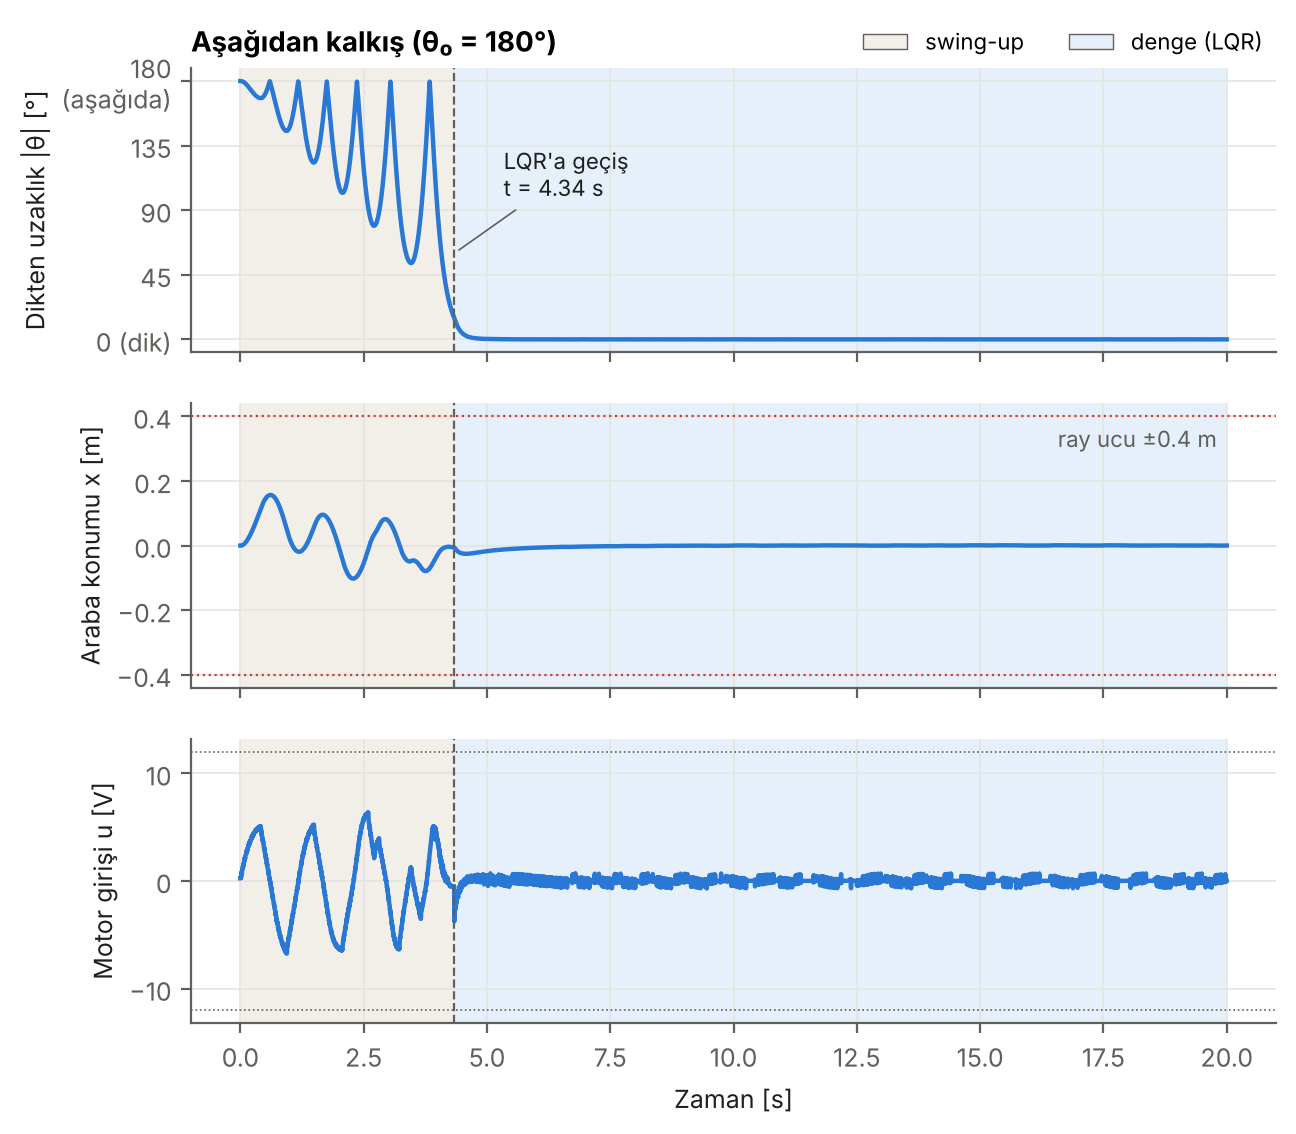 Aşağıdan kalkış (θ₀ = 180°)
swing-up
denge (LQR)
Dikten uzaklık |θ| [°]
180
(aşağıda)
135
90
45
0 (dik)
LQR'a geçiş
t = 4.34 s
Araba konumu x [m]
0.4
0.2
0.0
−0.2
−0.4
ray ucu ±0.4 m
Motor girişi u [V]
10
0
−10
0.0
2.5
5.0
7.5
10.0
12.5
15.0
17.5
20.0
Zaman [s]